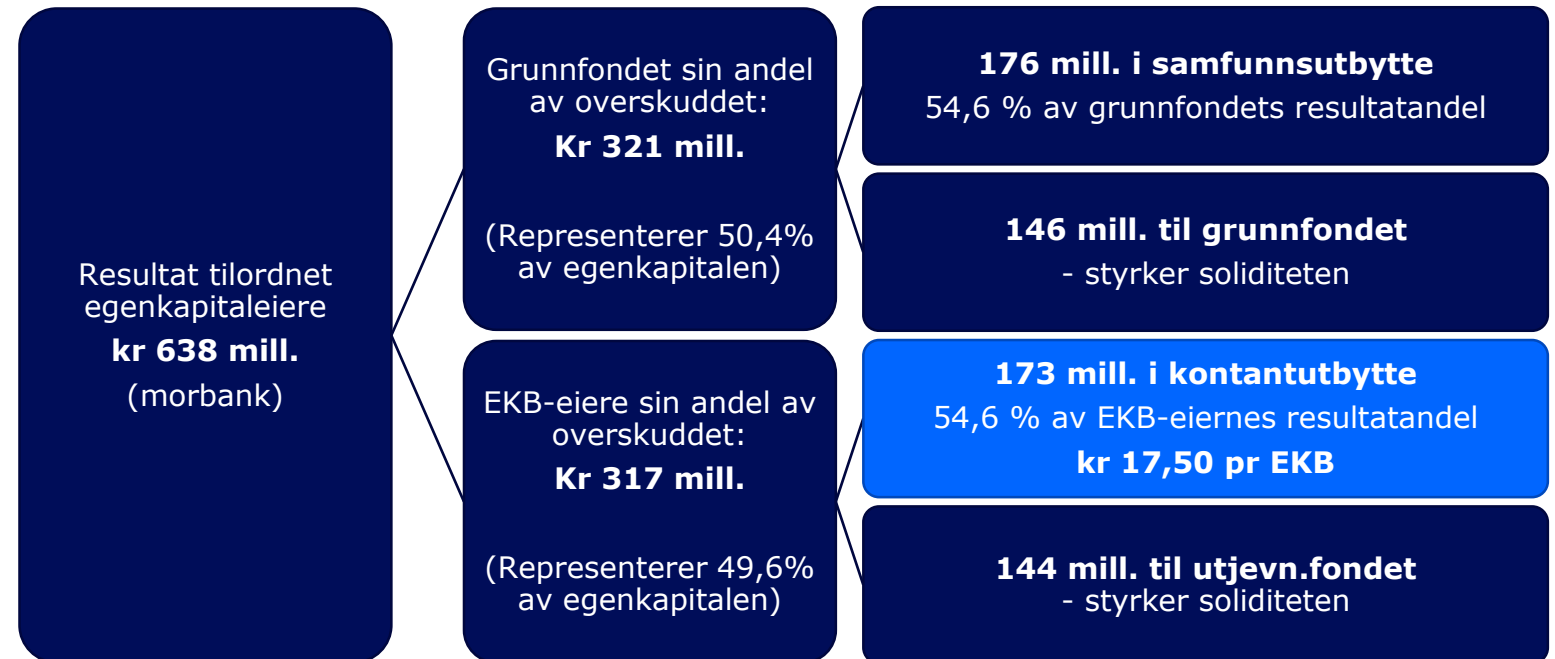 Resultat tilordnet
egenkapitaleiere
kr 638 mill.
(morbank)
Grunnfondet sin andel
av overskuddet:
Kr 321 mill.
(Representerer 50,4%
av egenkapitalen)
EKB-eiere sin andel av
overskuddet:
Kr 317 mill.
(Representerer 49,6%
av egenkapitalen)
176 mill. i samfunnsutbytte
54,6 % av grunnfondets resultatandel
146 mill. til grunnfondet
- styrker soliditeten
173 mill. i kontantutbytte
54,6 % av EKB-eiernes resultatandel
kr 17,50 pr EKB
144 mill. til utjevn.fondet
- styrker soliditeten